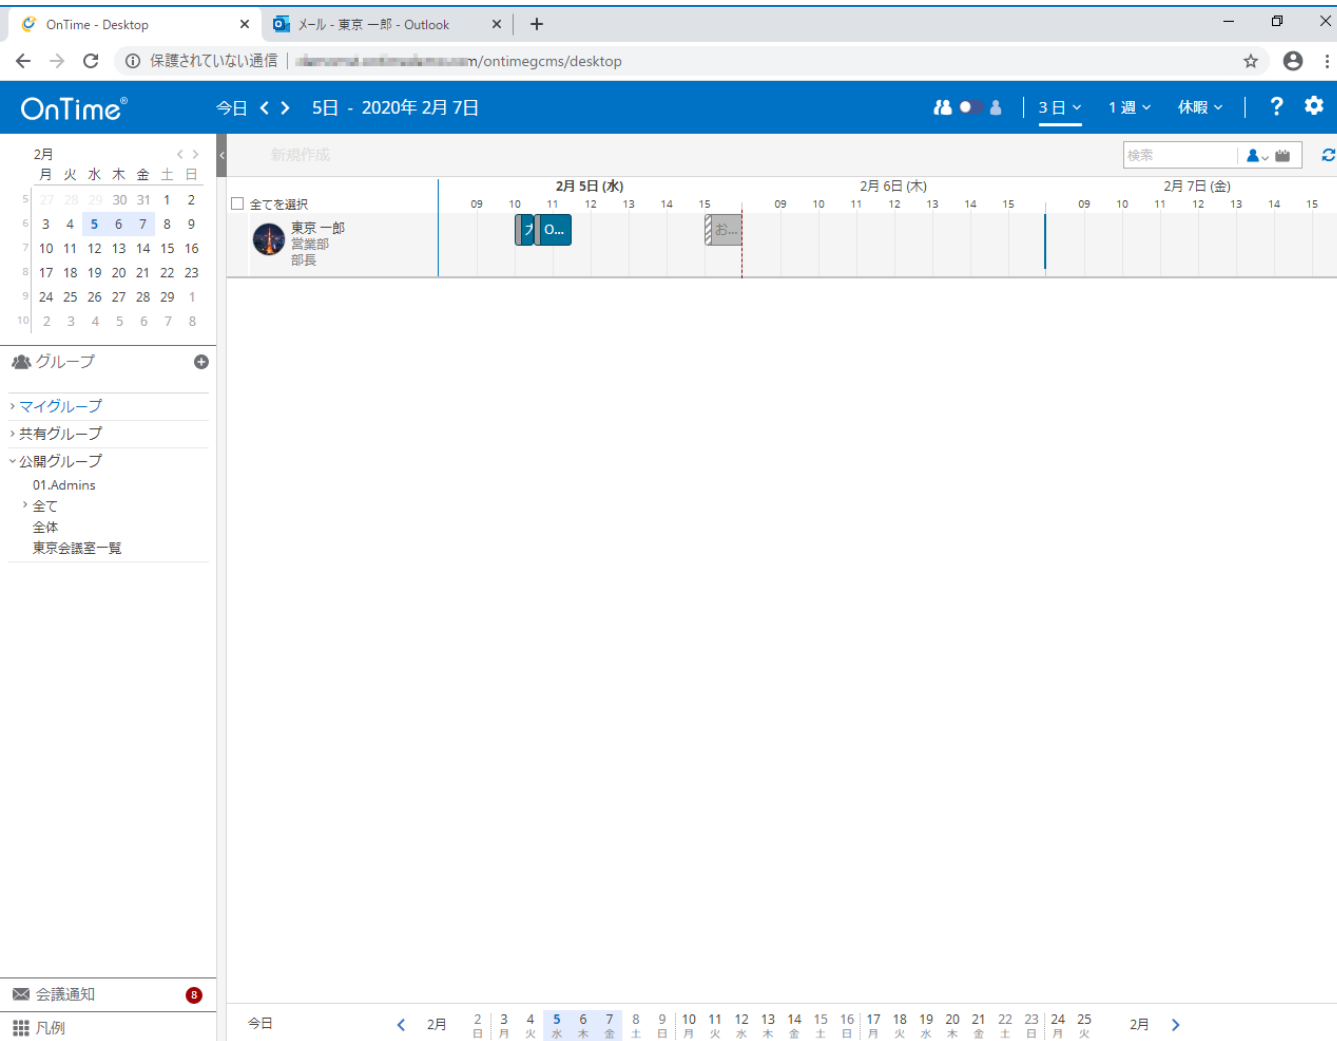 OnTime - Desktop
メール - 東京 一郎 - Outlook
保護されていない通信
m/ontimegcms/desktop
OnTime®
今日
5日 - 2020年 2月 7日
3 日
1 週
休暇
?
2月
月 火 水 木 金 土 日
5 27 28 29 30 31 1 2
6 3 4 5 6 7 8 9
7 10 11 12 13 14 15 16
8 17 18 19 20 21 22 23
9 24 25 26 27 28 29 1
10 2 3 4 5 6 7 8
新規作成
検索
2月 5日 (水) 2月 6日 (木) 2月 7日 (金)
全てを選択
09 10 11 12 13 14 15 09 10 11 12 13 14 15 09 10 11 12 13 14 15
東京 一郎
営業部
部長
O...
お...
グループ
マイグループ
共有グループ
公開グループ
01.Admins
全て
全体
東京会議室一覧
会議通知 8
凡例
今日
2月
2 3 4 5 6 7 8 9 10 11 12 13 14 15 16 17 18 19 20 21 22 23 24 25
日 月 火 水 木 金 土 日 月 火 水 木 金 土 日 月 火 水 木 金 土 日 月 火
2月